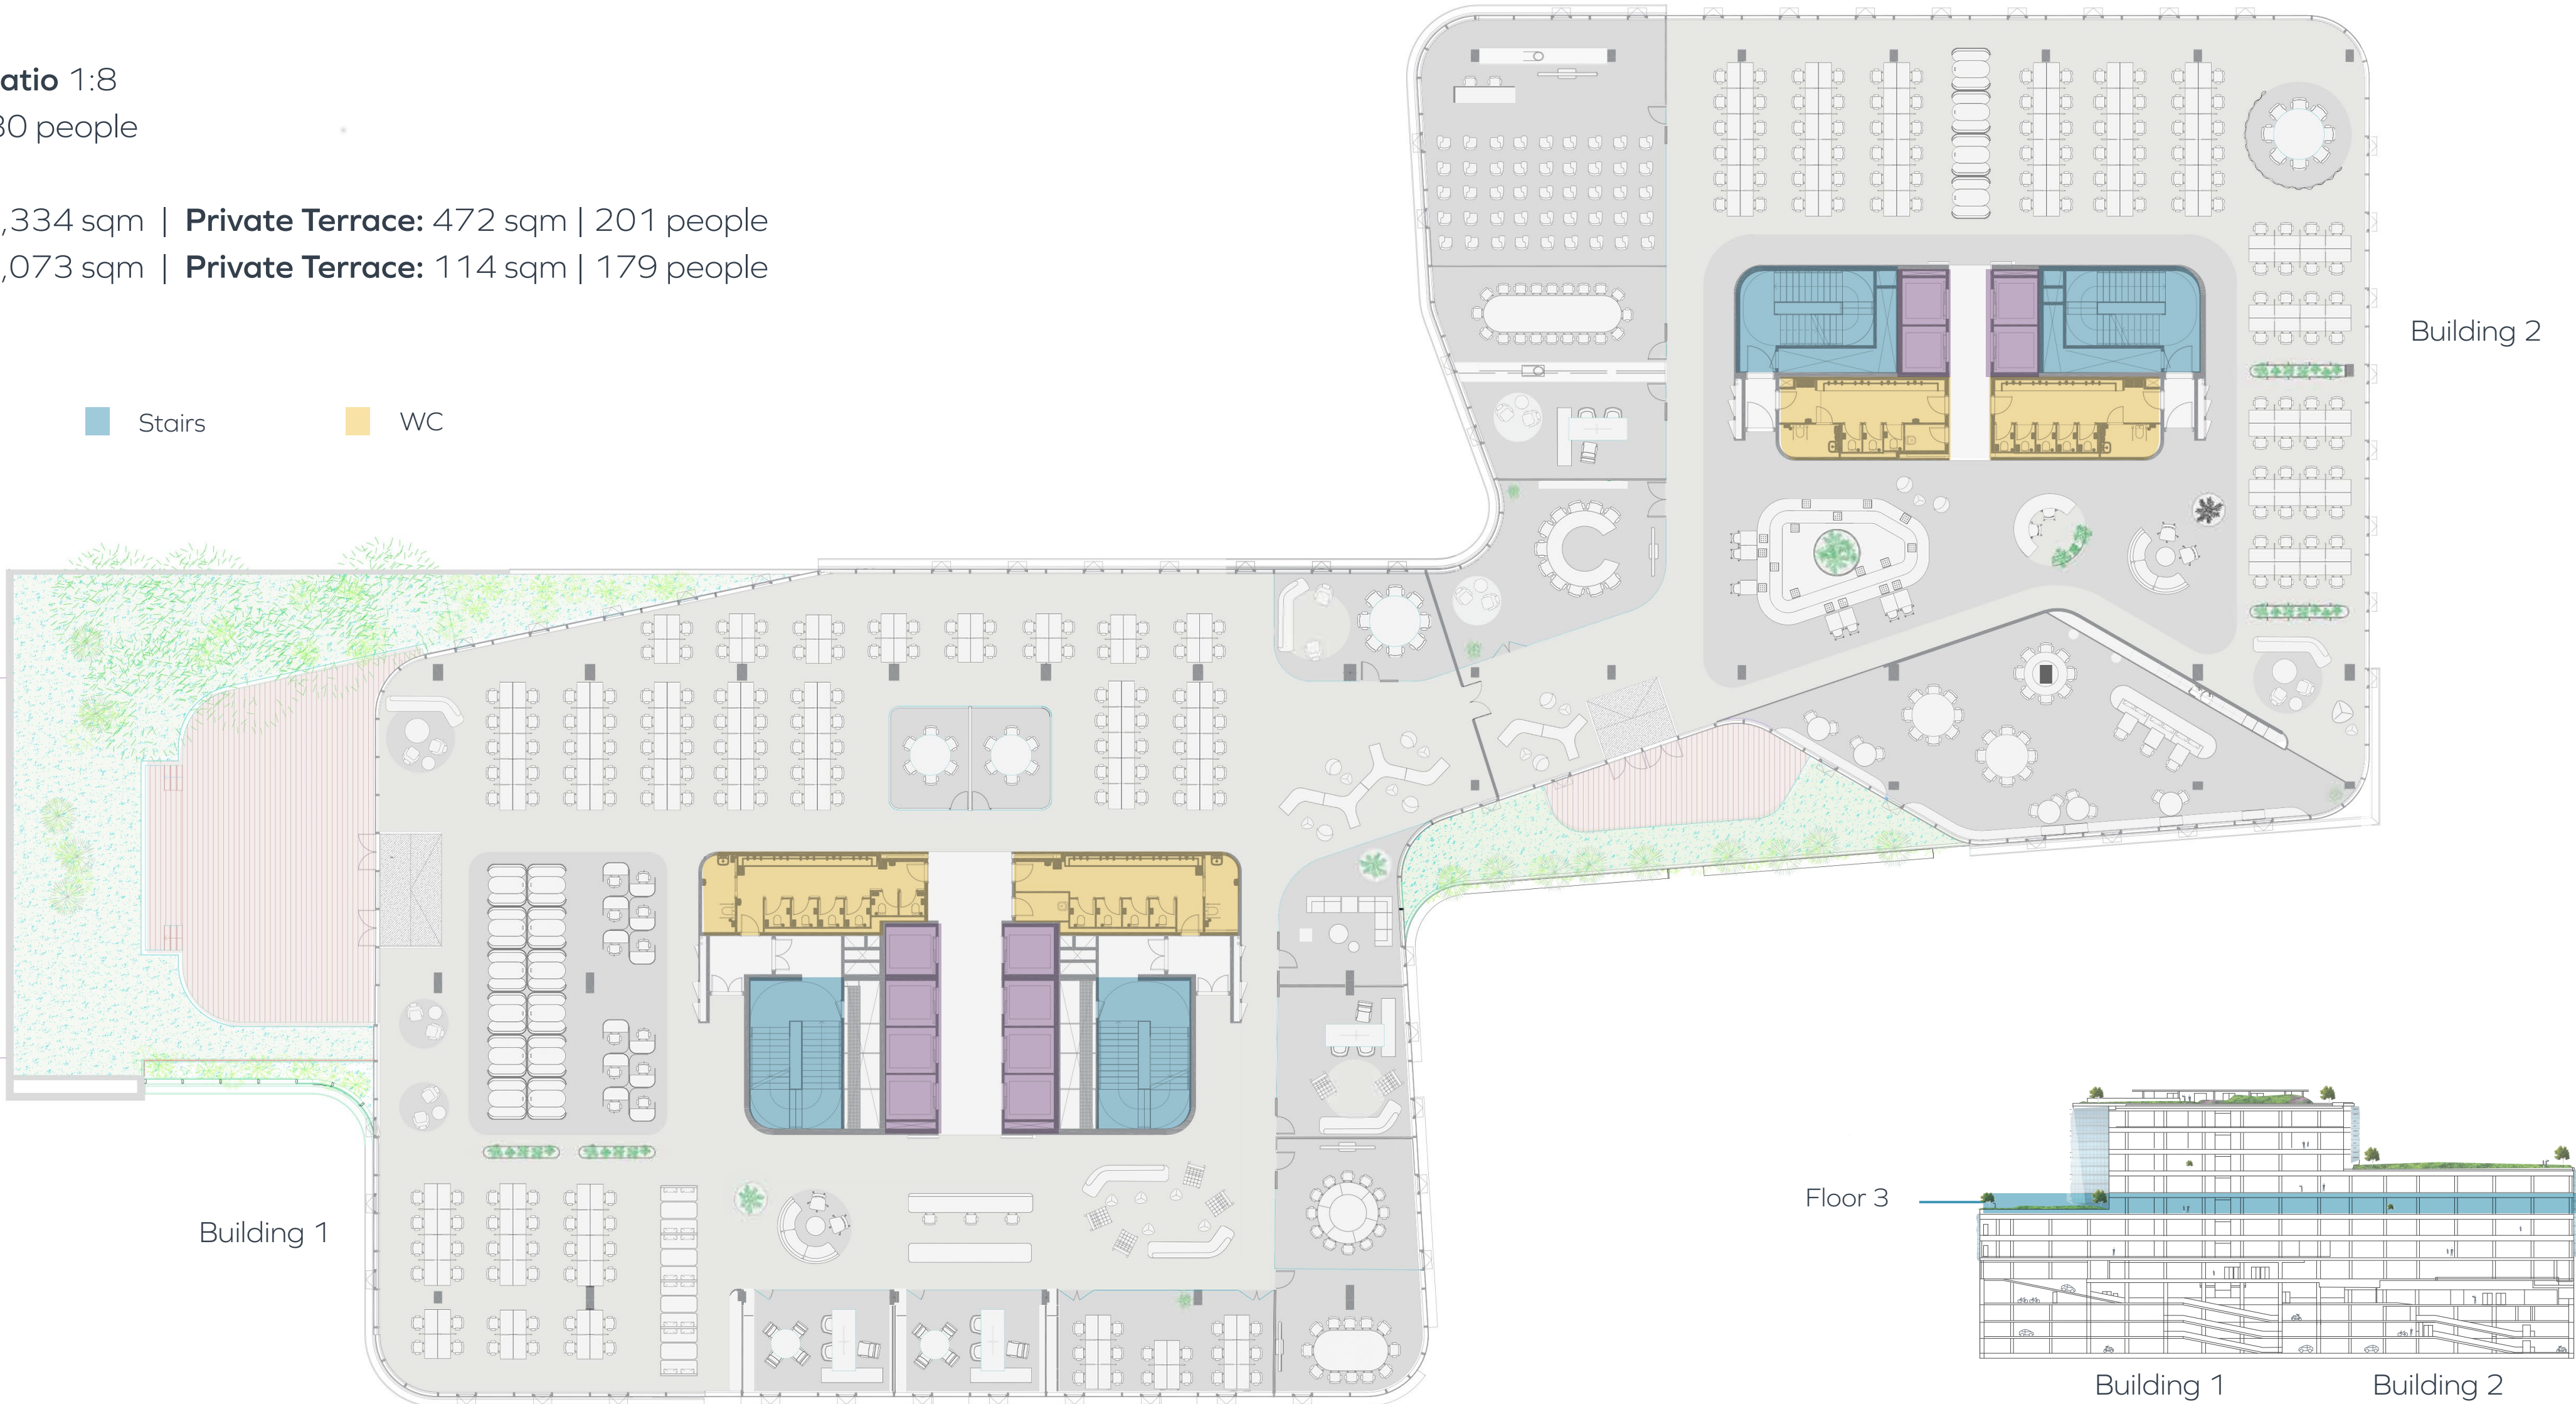 atio 1:8
80 people
,334 sqm | Private Terrace: 472 sqm | 201 people
,073 sqm | Private Terrace: 114 sqm | 179 people
Stairs WC
Building 2
Building 1
Floor 3
Building 1 Building 2